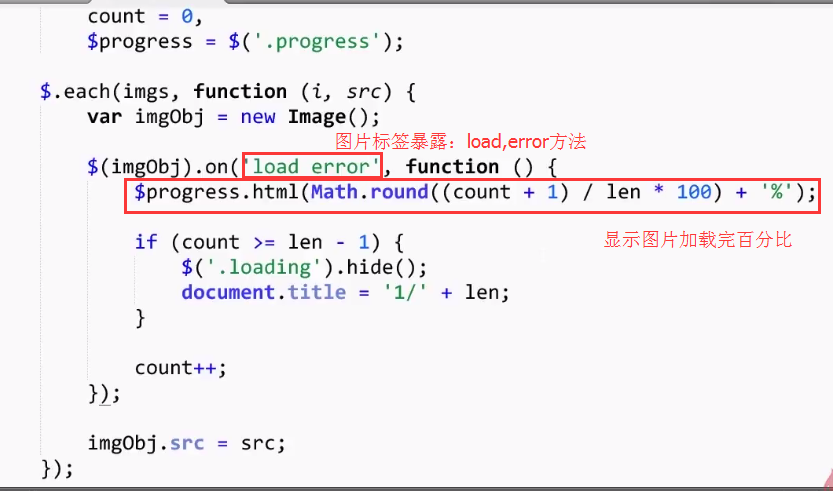 count = 0,
$progress = $('.progress');
$.each(imgs, function (i, src) {
var imgObj = new Image();
图片标签暴露：load,error方法
$(imgObj).on('load error', function () {
$progress.html(Math.round((count + 1) / len * 100) + '%');
显示图片加载完百分比
if (count >= len - 1) {
$('.loading').hide();
document.title = '1/' + len;
}
count++;
});
imgObj.src = src;
});